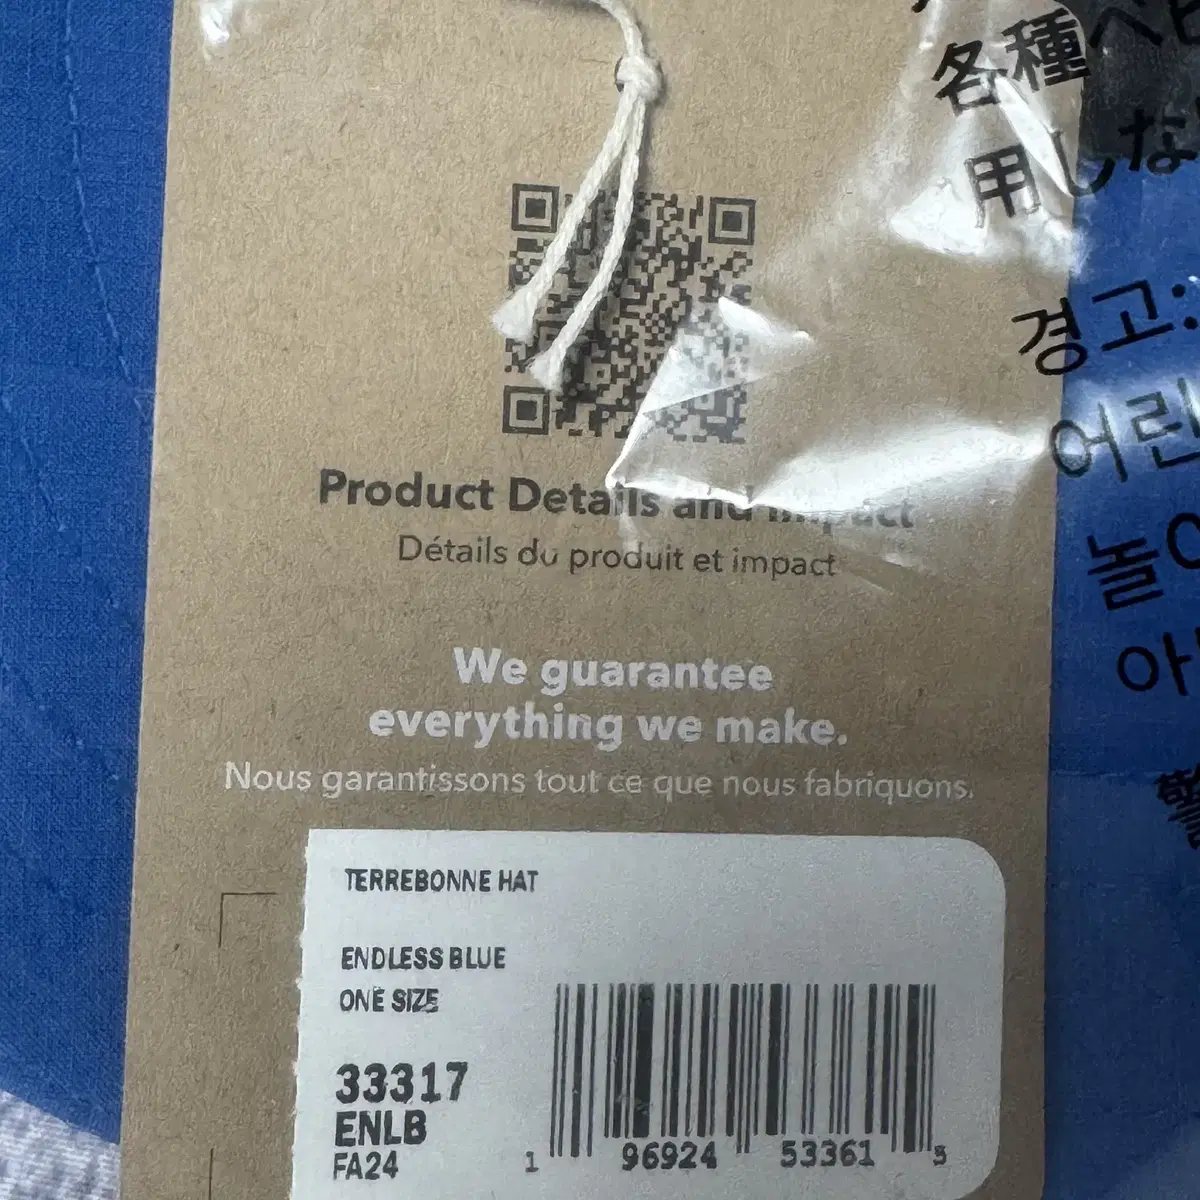 各種ベ
用しな
경고:
어린
놀이
아
Product Details and Impact
Détails du produit et impact
We guarantee
everything we make.
Nous garantissons tout ce que nous fabriquons.
TERREBONNE HAT
ENDLESS BLUE
ONE SIZE
33317
ENLB
FA24
1 96924 53361 5